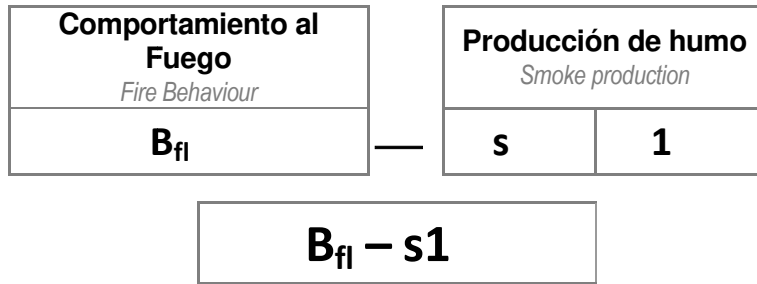 Comportamiento al
Fuego
Fire Behaviour
Bfl
Producción de humo
Smoke production
s 1
Bfl – s1